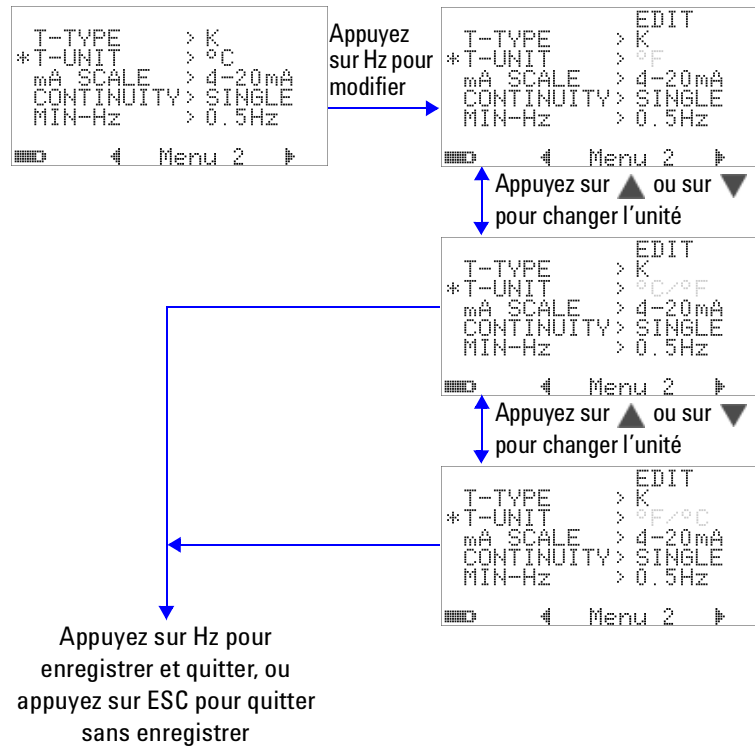 T-TYPE > K
*T-UNIT > °C
mA SCALE > 4-20mA
CONTINUITY > SINGLE
MIN-Hz > 0.5Hz
Menu 2
Appuyez
sur Hz pour
modifier
EDIT
T-TYPE > K
*T-UNIT > °F
mA SCALE > 4-20mA
CONTINUITY > SINGLE
MIN-Hz > 0.5Hz
Menu 2
Appuyez sur ▲ ou sur ▼
pour changer l'unité
EDIT
T-TYPE > K
*T-UNIT > °C/°F
mA SCALE > 4-20mA
CONTINUITY > SINGLE
MIN-Hz > 0.5Hz
Menu 2
Appuyez sur ▲ ou sur ▼
pour changer l'unité
EDIT
T-TYPE > K
*T-UNIT > °F/°C
mA SCALE > 4-20mA
CONTINUITY > SINGLE
MIN-Hz > 0.5Hz
Menu 2
Appuyez sur Hz pour
enregistrer et quitter, ou
appuyez sur ESC pour quitter
sans enregistrer